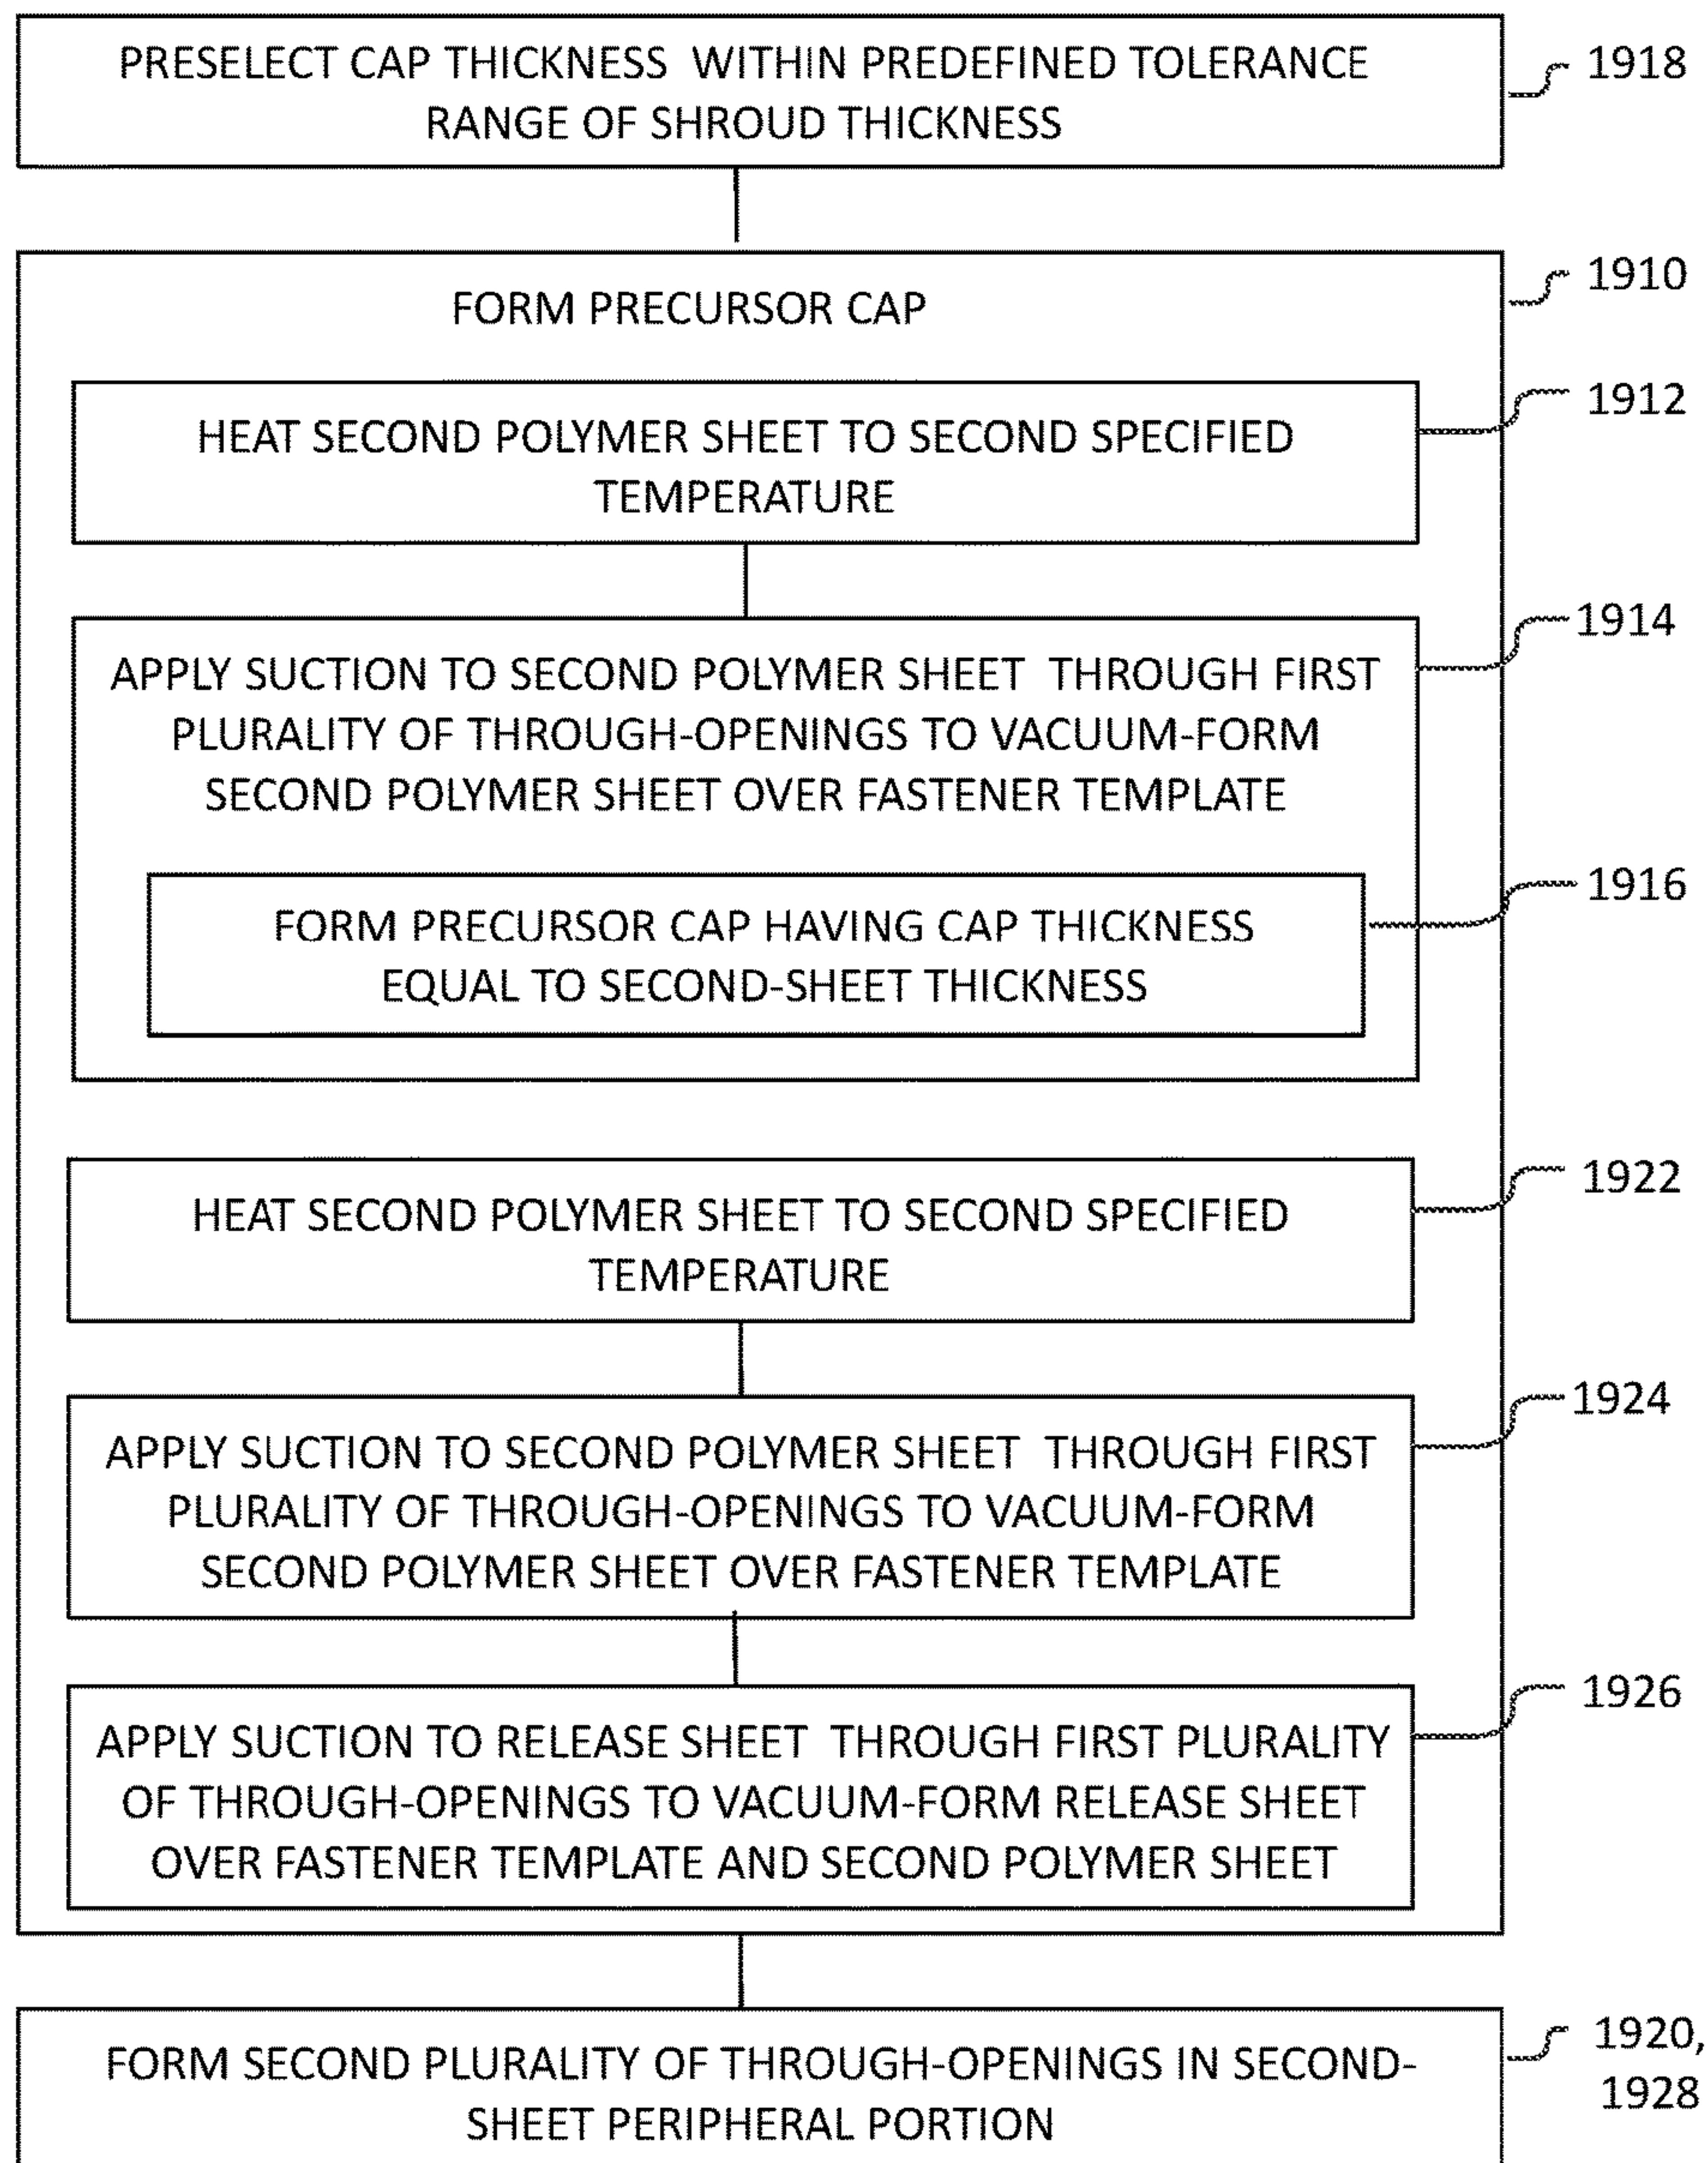 PRESELECT CAP THICKNESS WITHIN PREDEFINED TOLERANCE
RANGE OF SHROUD THICKNESS
1918
FORM PRECURSOR CAP
1910
HEAT SECOND POLYMER SHEET TO SECOND SPECIFIED
TEMPERATURE
1912
APPLY SUCTION TO SECOND POLYMER SHEET THROUGH FIRST
PLURALITY OF THROUGH-OPENINGS TO VACUUM-FORM
SECOND POLYMER SHEET OVER FASTENER TEMPLATE
1914
FORM PRECURSOR CAP HAVING CAP THICKNESS
EQUAL TO SECOND-SHEET THICKNESS
1916
HEAT SECOND POLYMER SHEET TO SECOND SPECIFIED
TEMPERATURE
1922
APPLY SUCTION TO SECOND POLYMER SHEET THROUGH FIRST
PLURALITY OF THROUGH-OPENINGS TO VACUUM-FORM
SECOND POLYMER SHEET OVER FASTENER TEMPLATE
1924
APPLY SUCTION TO RELEASE SHEET THROUGH FIRST PLURALITY
OF THROUGH-OPENINGS TO VACUUM-FORM RELEASE SHEET
OVER FASTENER TEMPLATE AND SECOND POLYMER SHEET
1926
FORM SECOND PLURALITY OF THROUGH-OPENINGS IN SECOND-
SHEET PERIPHERAL PORTION
1920,
1928